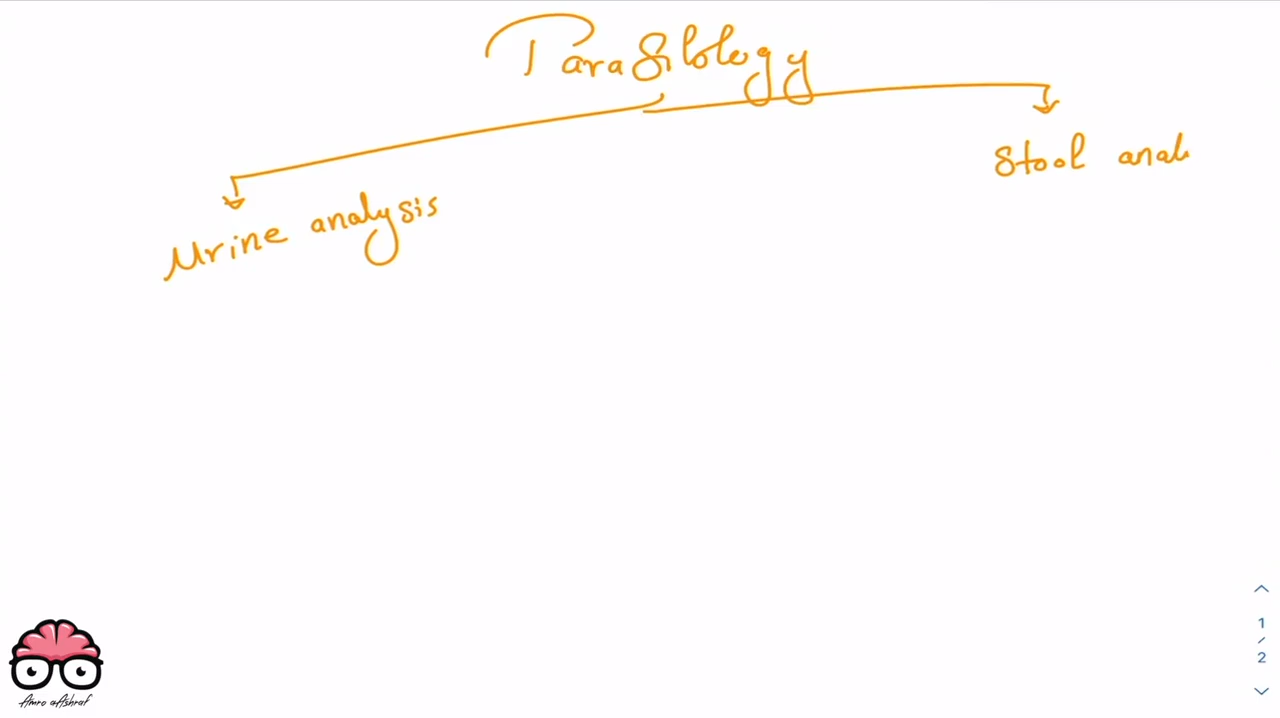 Parasitology
Stool anal
Urine analysis
1
/
2
Amro Ashraf